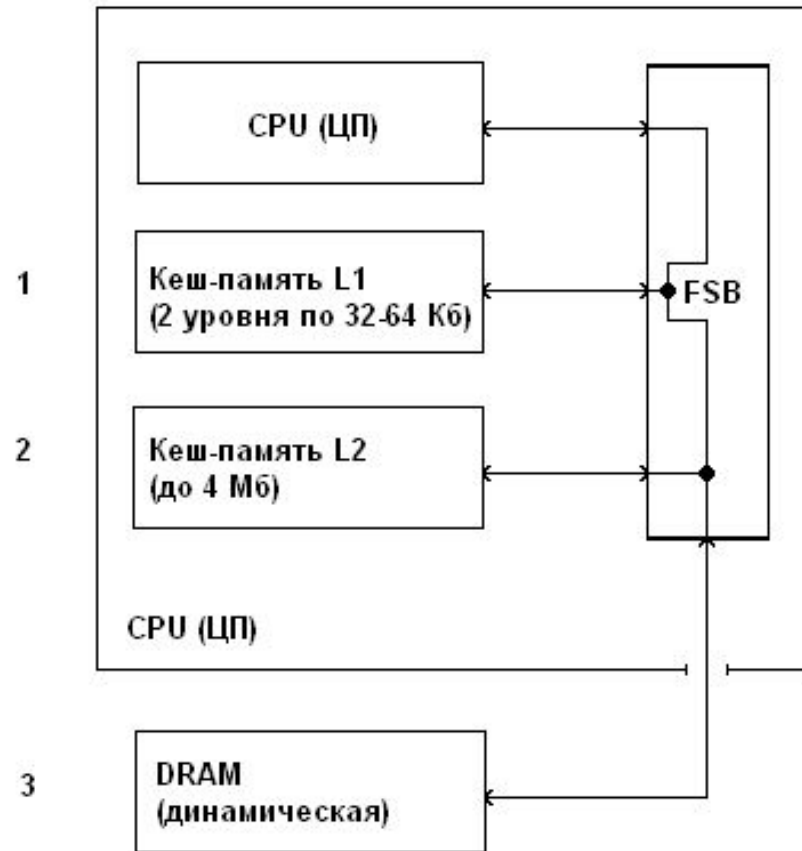 CPU (ЦП)
1
Кеш-память L1
(2 уровня по 32-64 Кб)
FSB
2
Кеш-память L2
(до 4 Мб)
CPU (ЦП)
3
DRAM
(динамическая)